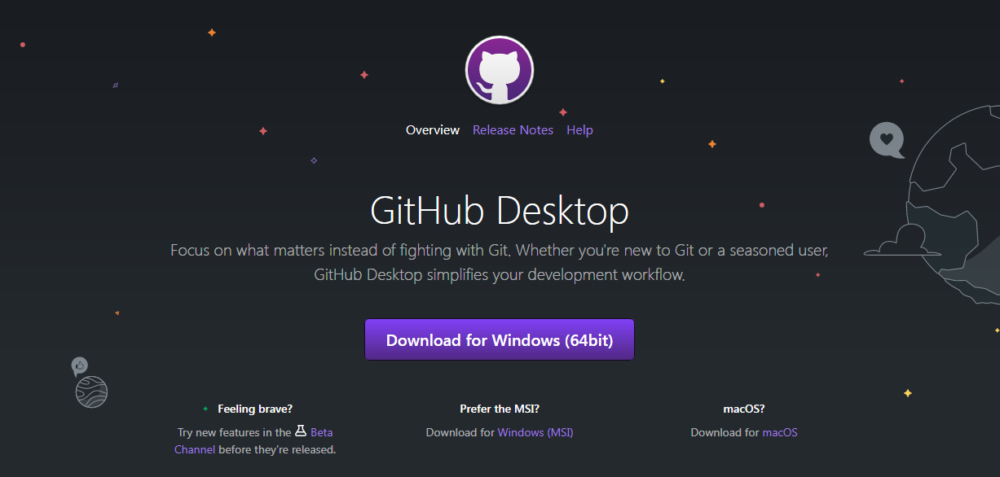 Overview Release Notes Help
GitHub Desktop
Focus on what matters instead of fighting with Git. Whether you're new to Git or a seasoned user,
GitHub Desktop simplifies your development workflow.
Download for Windows (64bit)
Feeling brave?
Try new features in the Beta
Channel before they're released.
Prefer the MSI?
Download for Windows (MSI)
macOS?
Download for macOS